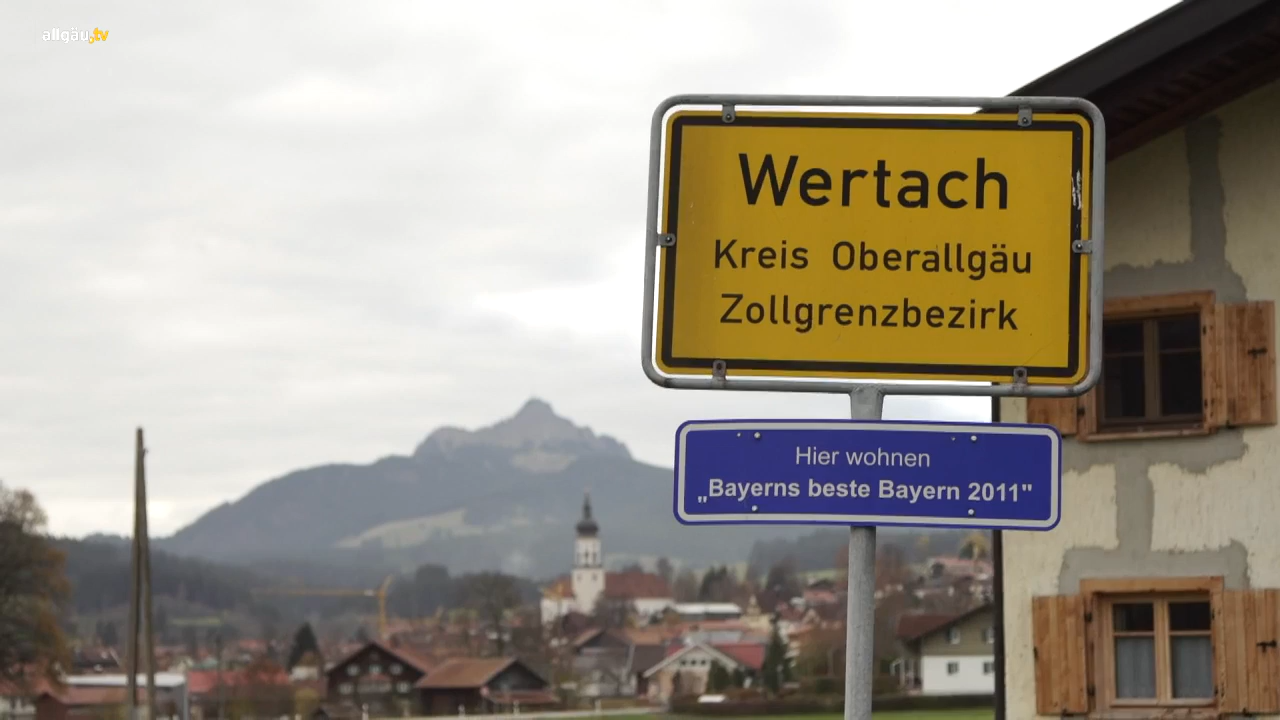 allgäu.tv
Wertach
Kreis Oberallgäu
Zollgrenzbezirk
Hier wohnen
„Bayerns beste Bayern 2011"